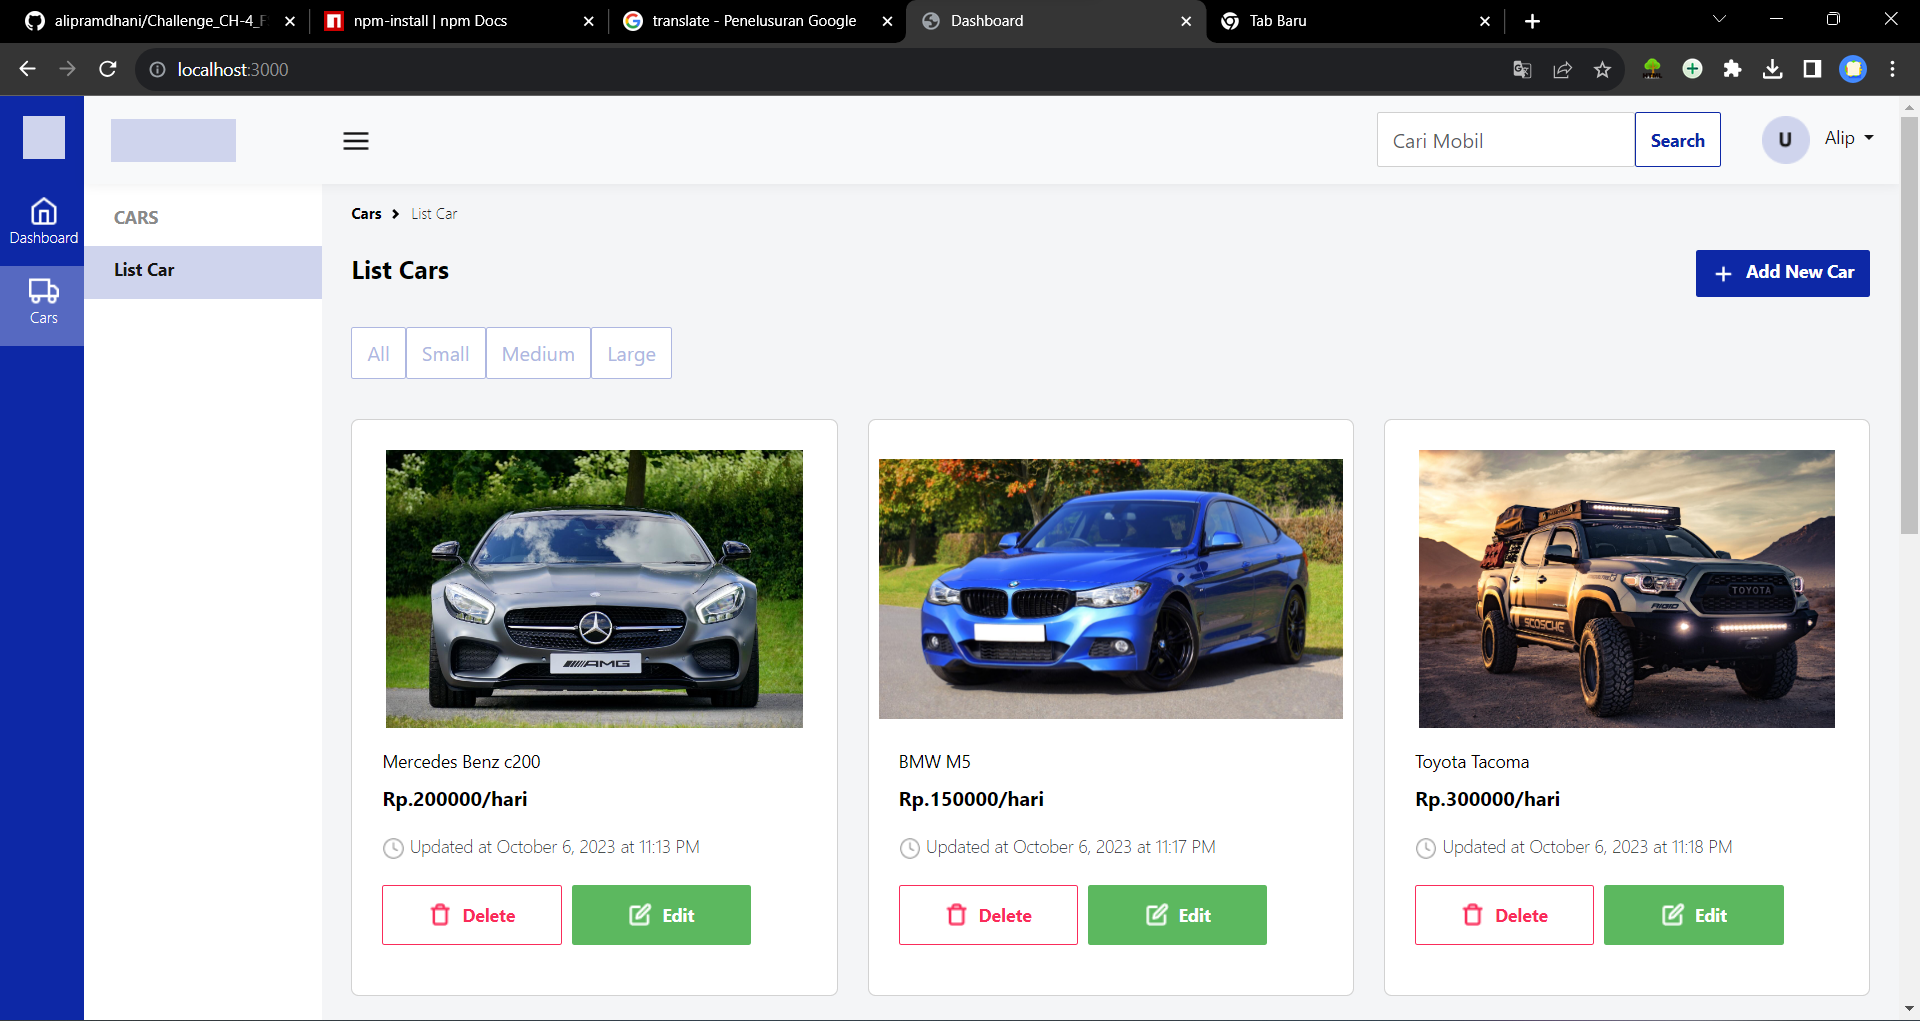 alipramdhani/Challenge_CH-4_F
npm-install | npm Docs
translate - Penelusuran Google
Dashboard
Tab Baru
localhost:3000
Cari Mobil
Search
U
Alip
Dashboard
Cars
CARS
List Car
Cars
List Car
List Cars
Add New Car
All
Small
Medium
Large
AMG
TOYOTA
RIGID
SCOSCHE
Mercedes Benz c200
Rp.200000/hari
Updated at October 6, 2023 at 11:13 PM
Delete
Edit
BMW M5
Rp.150000/hari
Updated at October 6, 2023 at 11:17 PM
Delete
Edit
Toyota Tacoma
Rp.300000/hari
Updated at October 6, 2023 at 11:18 PM
Delete
Edit